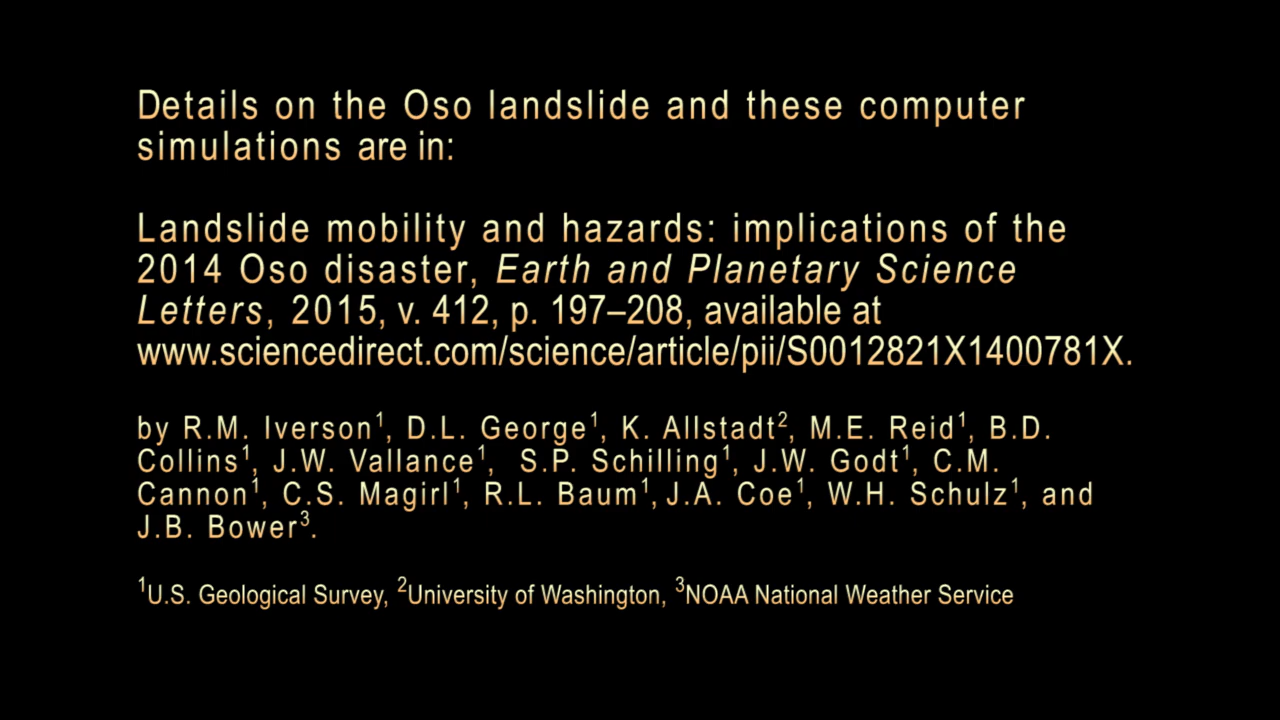 Details on the Oso landslide and these computer
simulations are in:
Landslide mobility and hazards: implications of the
2014 Oso disaster, Earth and Planetary Science
Letters, 2015, v. 412, p. 197–208, available at
www.sciencedirect.com/science/article/pii/S0012821X1400781X.
by R.M. Iverson¹, D.L. George¹, K. Allstadt², M.E. Reid¹, B.D.
Collins¹, J.W. Vallance¹, S.P. Schilling¹, J.W. Godt¹, C.M.
Cannon¹, C.S. Magirl¹, R.L. Baum¹, J.A. Coe¹, W.H. Schulz¹, and
J.B. Bower³.
¹U.S. Geological Survey, ²University of Washington, ³NOAA National Weather Service